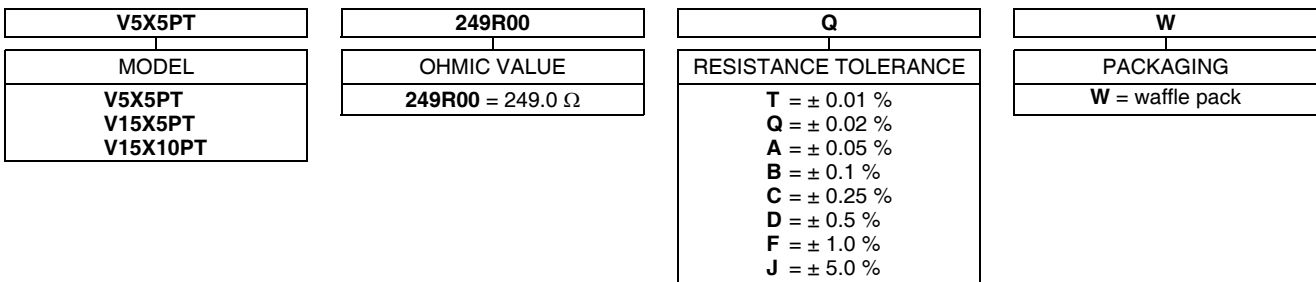 V5X5PT
MODEL
V5X5PT
V15X5PT
V15X10PT
249R00
OHMIC VALUE
249R00 = 249.0 Ω
Q
RESISTANCE TOLERANCE
T = ± 0.01 %
Q = ± 0.02 %
A = ± 0.05 %
B = ± 0.1 %
C = ± 0.25 %
D = ± 0.5 %
F = ± 1.0 %
J = ± 5.0 %
W
PACKAGING
W = waffle pack